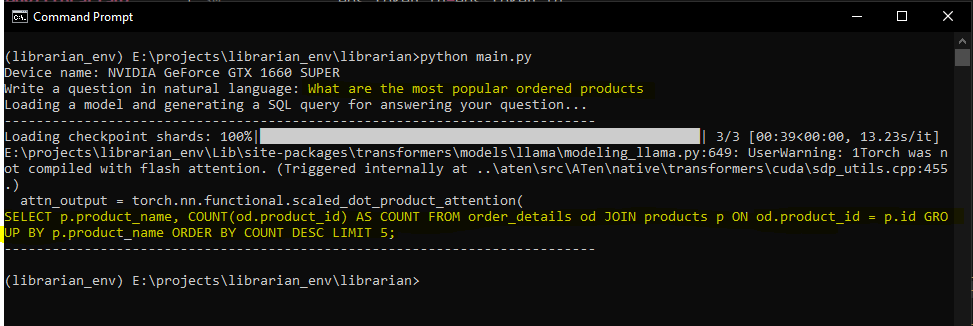 Command Prompt
(librarian_env) E:\projects\librarian_env\librarian>python main.py
Device name: NVIDIA GeForce GTX 1660 SUPER
Write a question in natural language: What are the most popular ordered products
Loading a model and generating a SQL query for answering your question...
--------------------------------------------------------------------------
Loading checkpoint shards: 100%|| 3/3 [00:39<00:00, 13.23s/it]
E:\projects\librarian_env\Lib\site-packages\transformers\models\llama\modeling_llama.py:649: UserWarning: 1Torch was n
ot compiled with flash attention. (Triggered internally at ..\aten\src\ATen\native\transformers\cuda\sdp_utils.cpp:455
.)
attn_output = torch.nn.functional.scaled_dot_product_attention(
SELECT p.product_name, COUNT(od.product_id) AS COUNT FROM order_details od JOIN products p ON od.product_id = p.id GRO
UP BY p.product_name ORDER BY COUNT DESC LIMIT 5;
--------------------------------------------------------------------------
(librarian_env) E:\projects\librarian_env\librarian>